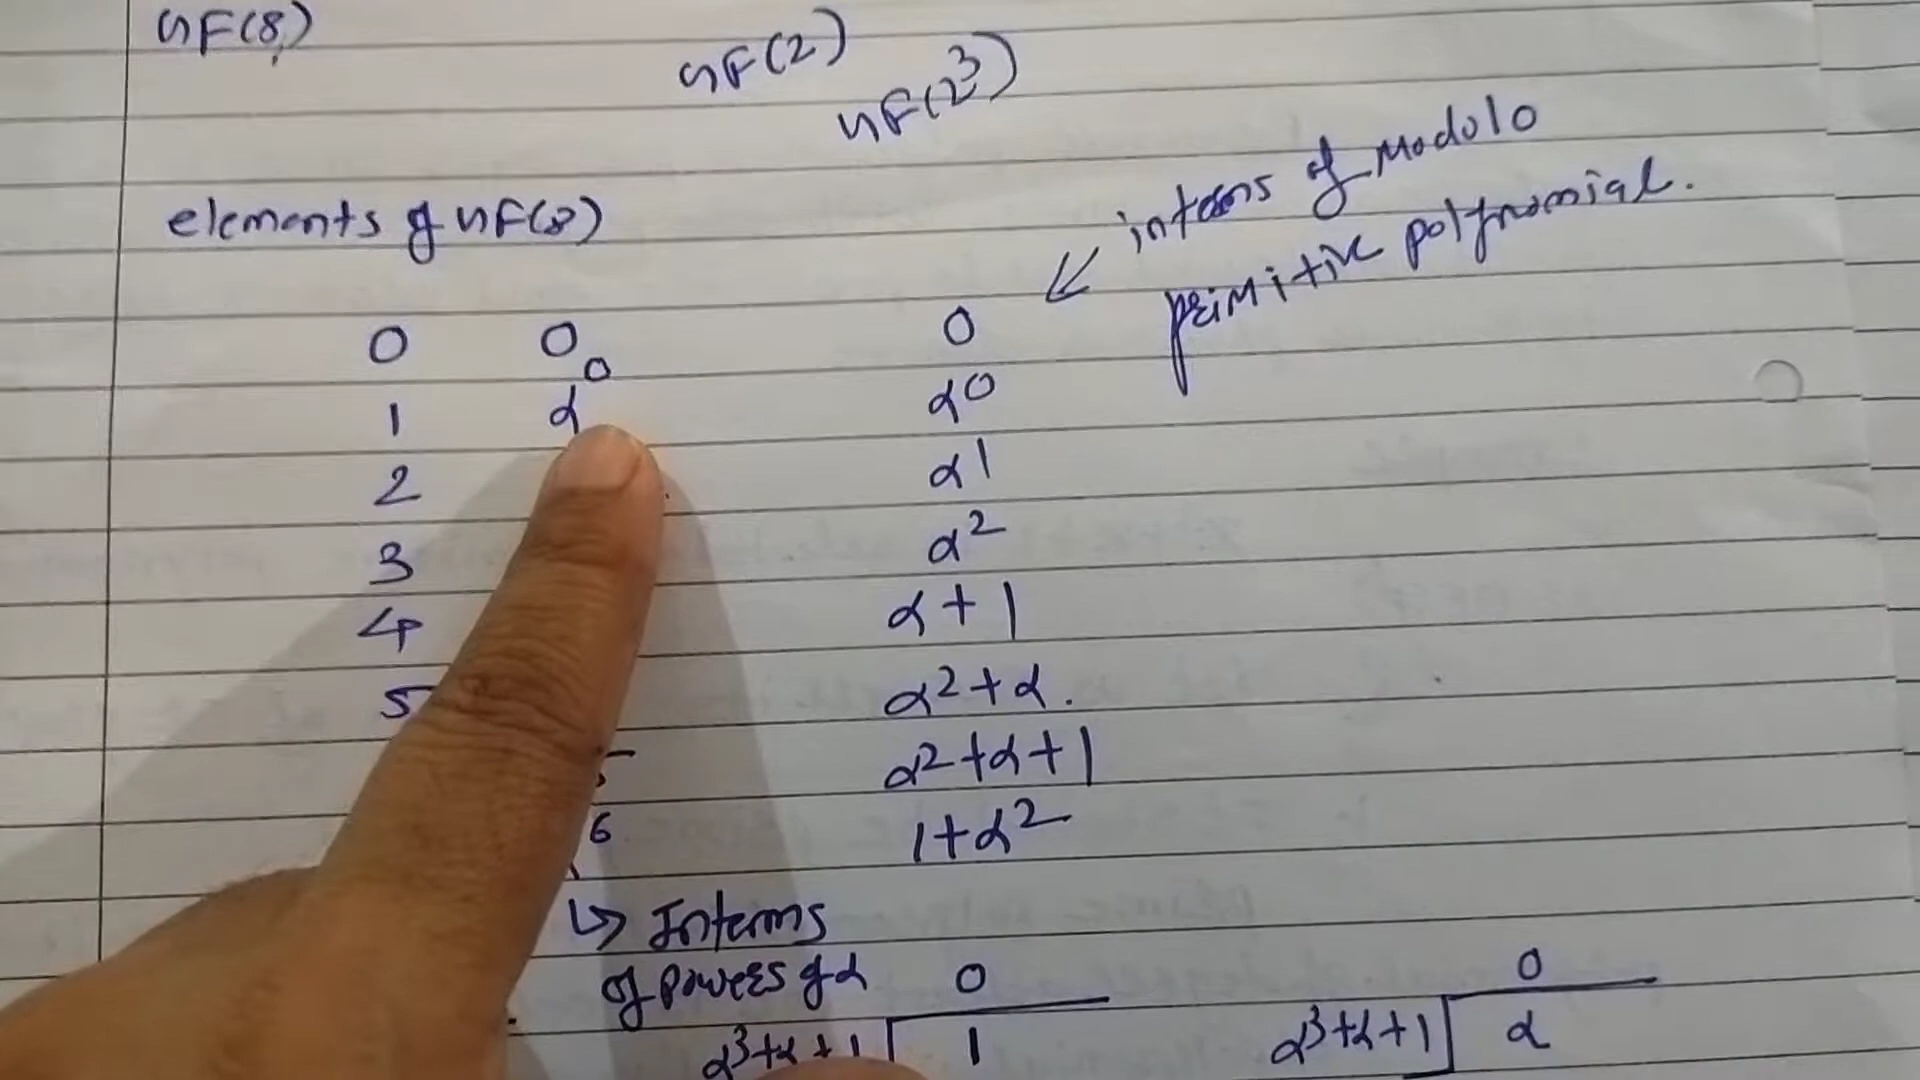 GF(8)
GF(2)
GF(2³)
elements of GF(8)
interms of modulo
primitive polynomial.
0 0 0
1 α⁰ α0
2 α1
3 α²
4 α+1
5 α²+α.
5 α²+α+1
6 1+α²
↳ Interms
of powers of α 0 0
α³+α+1 1 α³+α+1 α